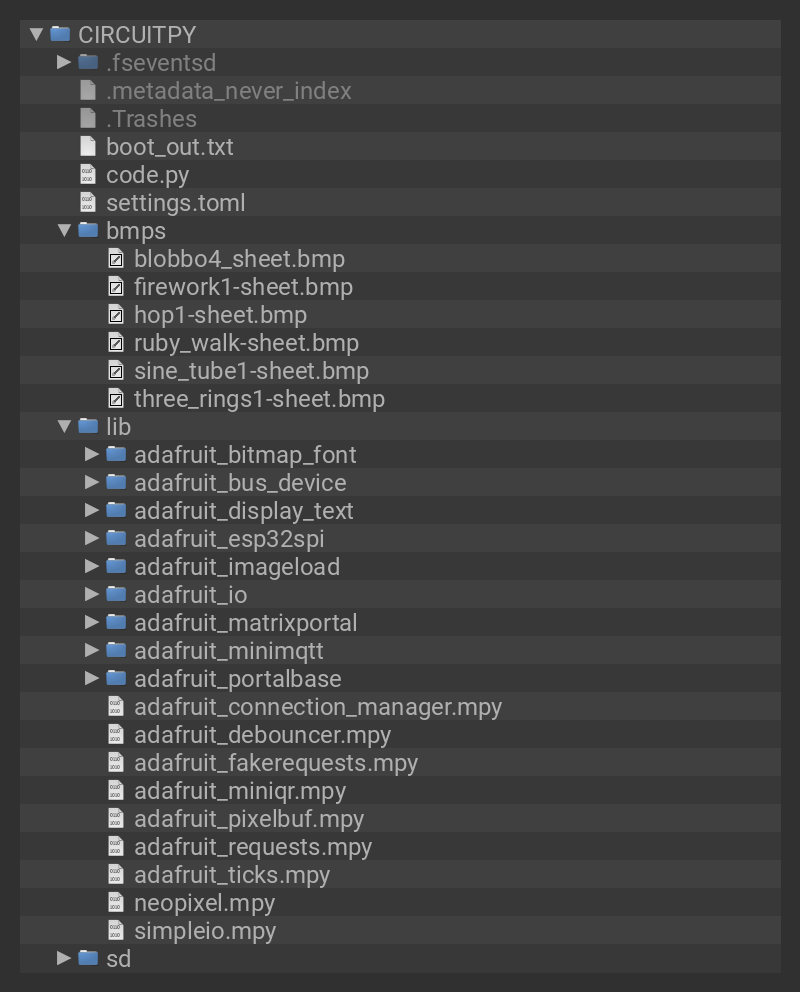 CIRCUITPY
.fseventsd
.metadata_never_index
.Trashes
boot_out.txt
code.py
settings.toml
bmps
blobbo4_sheet.bmp
firework1-sheet.bmp
hop1-sheet.bmp
ruby_walk-sheet.bmp
sine_tube1-sheet.bmp
three_rings1-sheet.bmp
lib
adafruit_bitmap_font
adafruit_bus_device
adafruit_display_text
adafruit_esp32spi
adafruit_imageload
adafruit_io
adafruit_matrixportal
adafruit_minimqtt
adafruit_portalbase
adafruit_connection_manager.mpy
adafruit_debouncer.mpy
adafruit_fakerequests.mpy
adafruit_miniqr.mpy
adafruit_pixelbuf.mpy
adafruit_requests.mpy
adafruit_ticks.mpy
neopixel.mpy
simpleio.mpy
sd